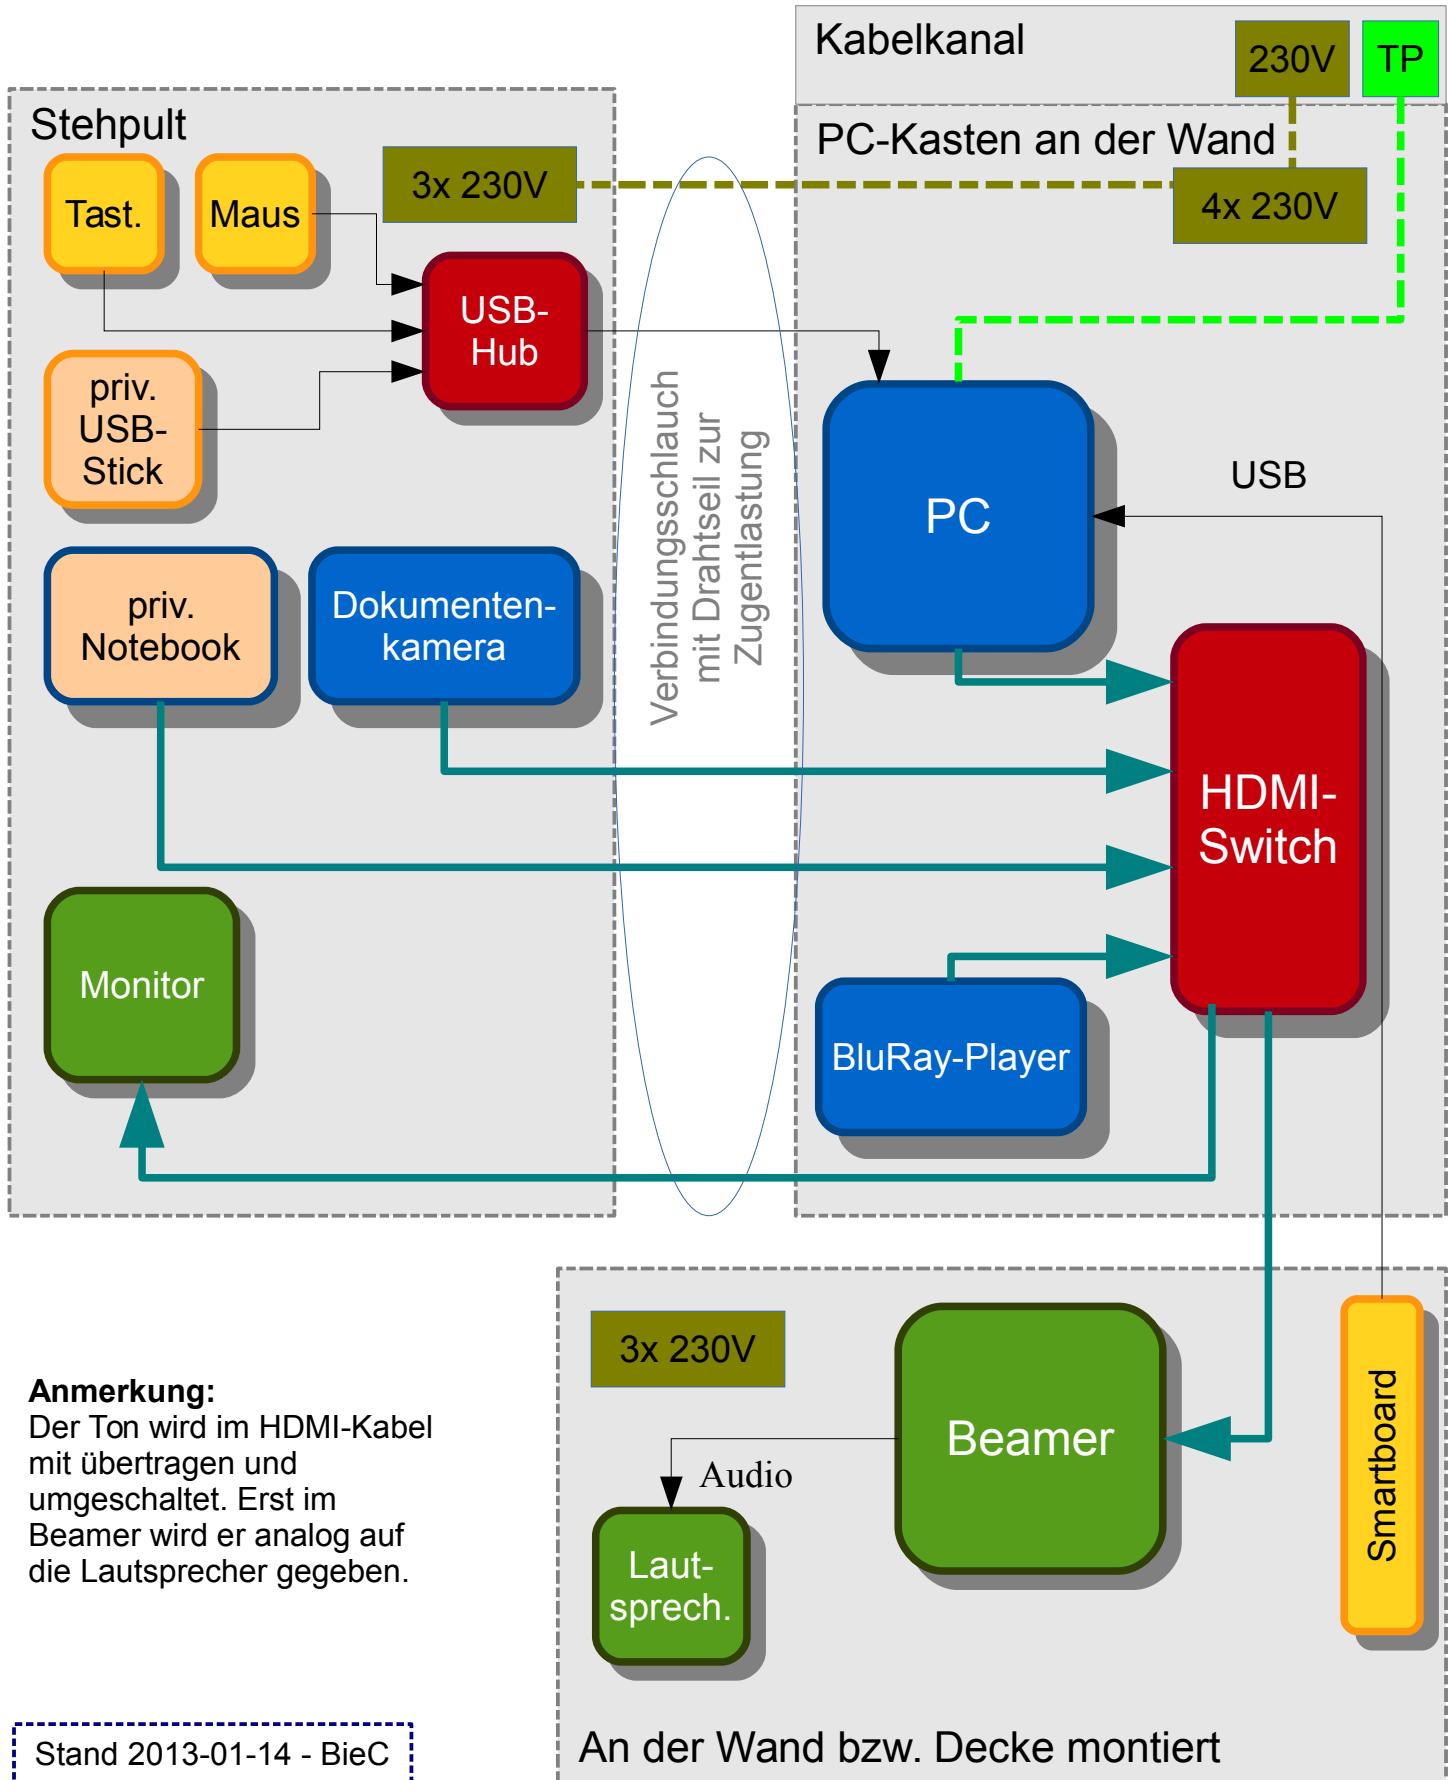 Kabelkanal
230V
TP
Stehpult
PC-Kasten an der Wand
Tast.
Maus
3x 230V
4x 230V
USB-
Hub
priv.
USB-
Stick
Verbindungsschlauch
mit Drahtseil zur
Zugentlastung
PC
USB
priv.
Notebook
Dokumenten-
kamera
HDMI-
Switch
Monitor
BluRay-Player
3x 230V
Beamer
Smartboard
Audio
Laut-
sprech.
Anmerkung:
Der Ton wird im HDMI-Kabel
mit übertragen und
umgeschaltet. Erst im
Beamer wird er analog auf
die Lautsprecher gegeben.
Stand 2013-01-14 - BieC
An der Wand bzw. Decke montiert